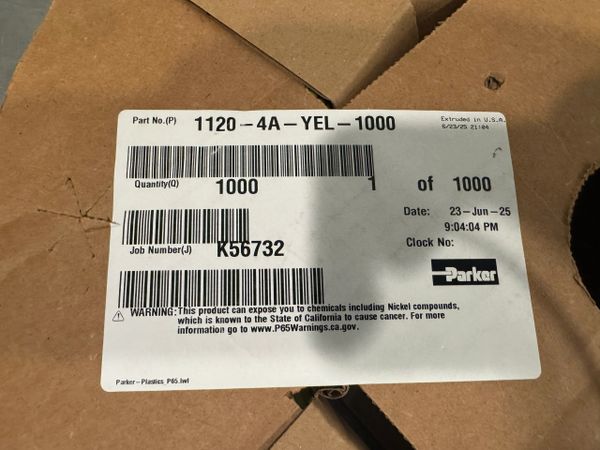 Part No.(P) 1120-4A-YEL-1000
Extruded in U.S.A.
6/23/25 21:04
Quantity(Q) 1000 1 of 1000
Date: 23-Jun-25
9:04:04 PM
Job Number(J) K56732
Clock No:
Parker
WARNING: This product can expose you to chemicals including Nickel compounds,
which is known to the State of California to cause cancer. For more
information go to www.P65Warnings.ca.gov.
Parker-Plastics_P65.lwl